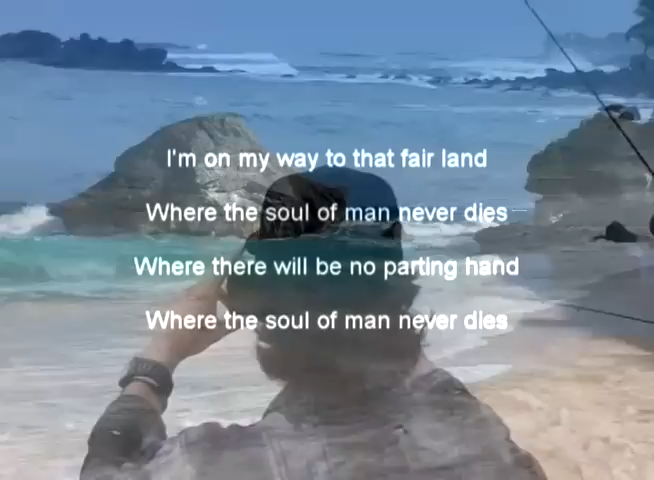 I'm on my way to that fair land
Where the soul of man never dies
Where there will be no parting hand
Where the soul of man never dies